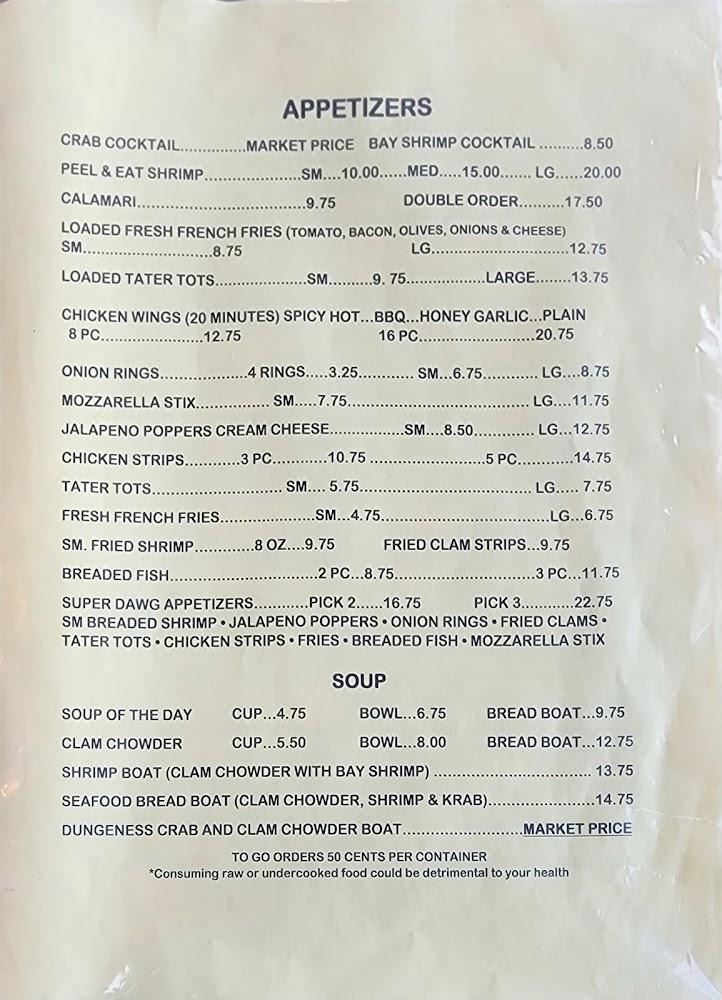 APPETIZERS
CRAB COCKTAIL..............MARKET PRICE BAY SHRIMP COCKTAIL ..........8.50
PEEL & EAT SHRIMP....................SM....10.00......MED.....15.00....... LG......20.00
CALAMARI...................................9.75 DOUBLE ORDER..........17.50
LOADED FRESH FRENCH FRIES (TOMATO, BACON, OLIVES, ONIONS & CHEESE)
SM...........................8.75 LG.............................12.75
LOADED TATER TOTS...................SM.........9. 75.................LARGE........13.75
CHICKEN WINGS (20 MINUTES) SPICY HOT...BBQ...HONEY GARLIC...PLAIN
8 PC......................12.75 16 PC.........................20.75
ONION RINGS...................4 RINGS.....3.25............ SM...6.75............ LG....8.75
MOZZARELLA STIX................ SM.....7.75....................................... LG....11.75
JALAPENO POPPERS CREAM CHEESE................SM....8.50............. LG...12.75
CHICKEN STRIPS............3 PC............10.75 .........................5 PC............14.75
TATER TOTS............................ SM.... 5.75..................................... LG..... 7.75
FRESH FRENCH FRIES....................SM...4.75....................................LG...6.75
SM. FRIED SHRIMP.............8 OZ....9.75 FRIED CLAM STRIPS...9.75
BREADED FISH................................2 PC...8.75..............................3 PC...11.75
SUPER DAWG APPETIZERS............PICK 2......16.75 PICK 3...........22.75
SM BREADED SHRIMP • JALAPENO POPPERS • ONION RINGS • FRIED CLAMS •
TATER TOTS • CHICKEN STRIPS • FRIES • BREADED FISH • MOZZARELLA STIX
SOUP
SOUP OF THE DAY CUP...4.75 BOWL...6.75 BREAD BOAT...9.75
CLAM CHOWDER CUP...5.50 BOWL...8.00 BREAD BOAT...12.75
SHRIMP BOAT (CLAM CHOWDER WITH BAY SHRIMP) .................................. 13.75
SEAFOOD BREAD BOAT (CLAM CHOWDER, SHRIMP & KRAB).......................14.75
DUNGENESS CRAB AND CLAM CHOWDER BOAT..........................MARKET PRICE
TO GO ORDERS 50 CENTS PER CONTAINER
*Consuming raw or undercooked food could be detrimental to your health